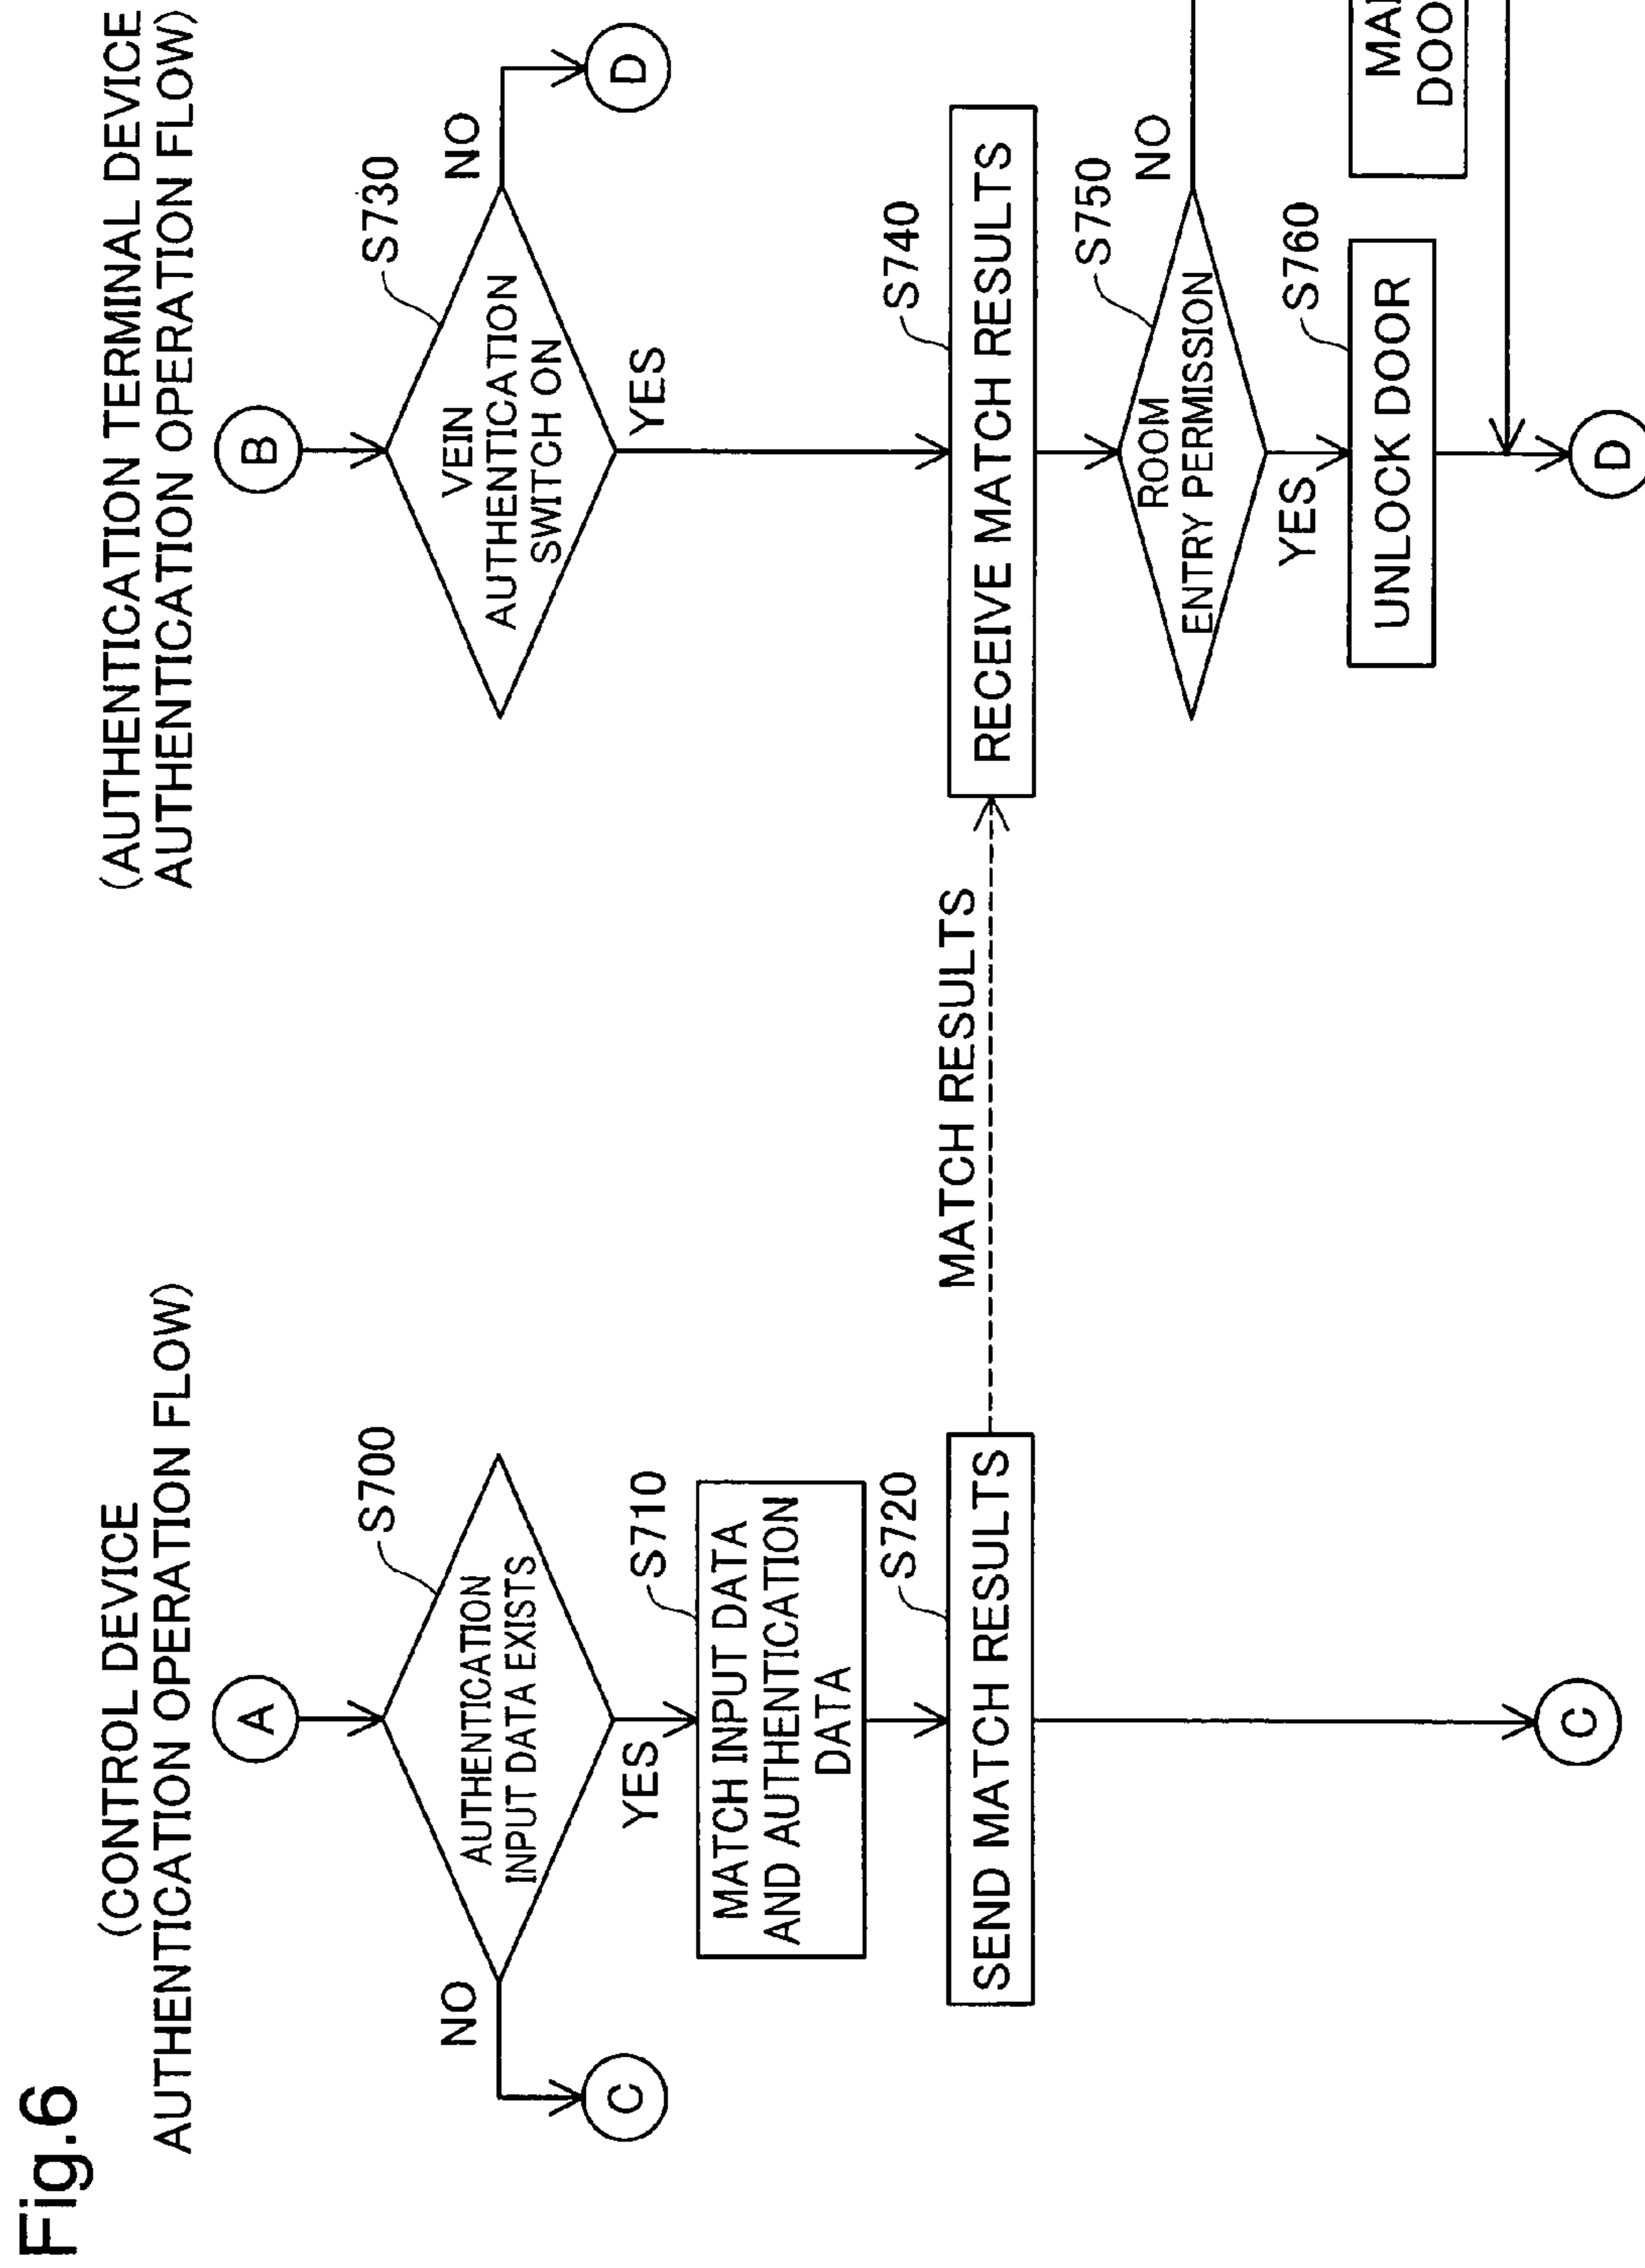 Fig.6
(CONTROL DEVICE
AUTHENTICATION OPERATION FLOW)
A
S700
AUTHENTICATION
INPUT DATA EXISTS
NO
C
YES
S710
MATCH INPUT DATA
AND AUTHENTICATION
DATA
S720
SEND MATCH RESULTS
C
MATCH RESULTS
(AUTHENTICATION TERMINAL DEVICE
AUTHENTICATION OPERATION FLOW)
B
S730
VEIN
AUTHENTICATION
SWITCH ON
NO
D
YES
S740
RECEIVE MATCH RESULTS
S750
ROOM
ENTRY PERMISSION
NO
YES
S760
UNLOCK DOOR
D